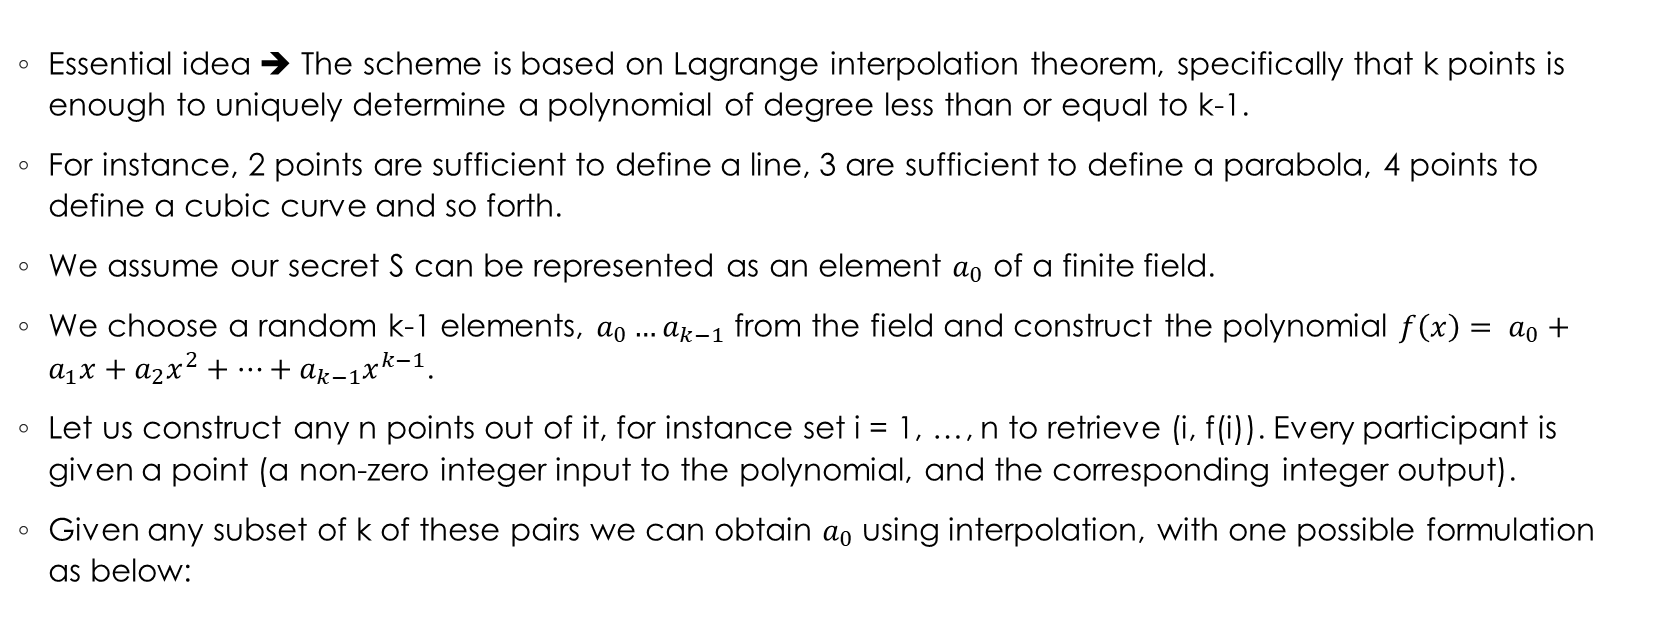 ◦ Essential idea 🡺 The scheme is based on Lagrange interpolation theorem, specifically that k points is
enough to uniquely determine a polynomial of degree less than or equal to k-1.
◦ For instance, 2 points are sufficient to define a line, 3 are sufficient to define a parabola, 4 points to
define a cubic curve and so forth.
◦ We assume our secret S can be represented as an element a₀ of a finite field.
◦ We choose a random k-1 elements, a₀ … aₖ₋₁ from the field and construct the polynomial f(x) = a₀ +
a₁x + a₂x² + ⋯ + aₖ₋₁xᵏ⁻¹.
◦ Let us construct any n points out of it, for instance set i = 1, …, n to retrieve (i, f(i)). Every participant is
given a point (a non-zero integer input to the polynomial, and the corresponding integer output).
◦ Given any subset of k of these pairs we can obtain a₀ using interpolation, with one possible formulation
as below: